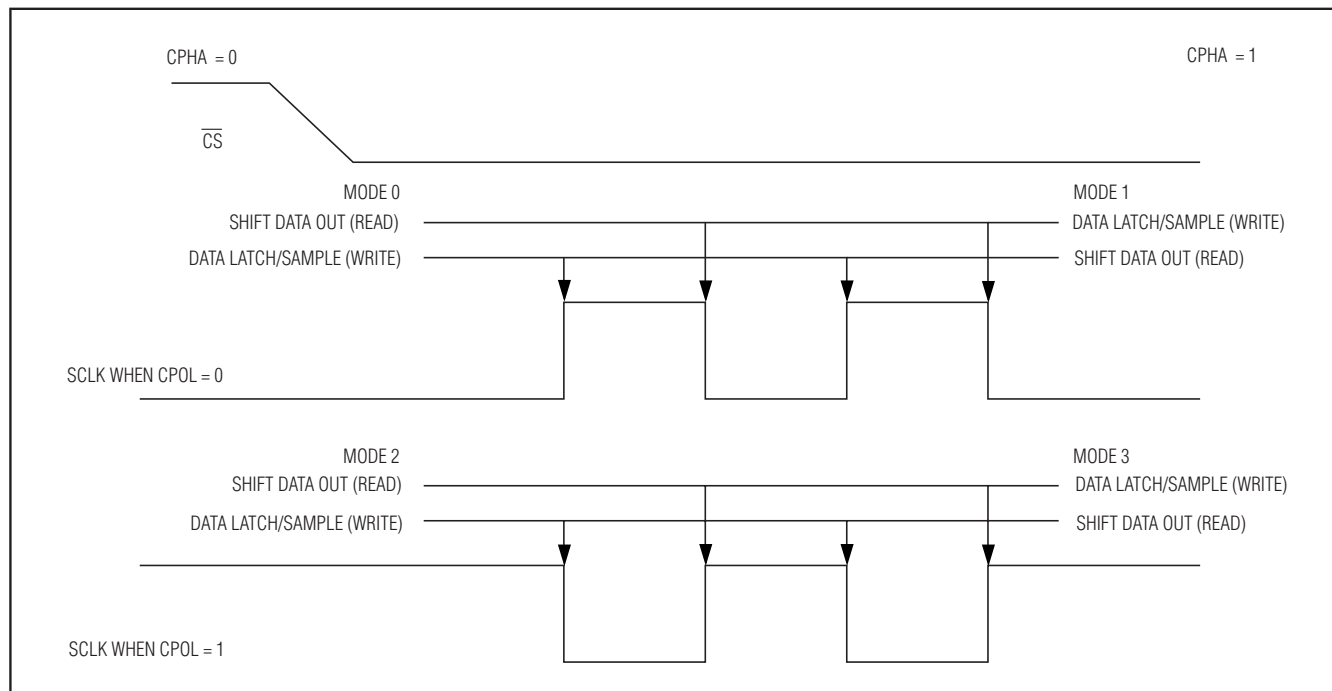 CPHA = 0
CPHA = 1
CS
MODE 0
MODE 1
SHIFT DATA OUT (READ)
DATA LATCH/SAMPLE (WRITE)
DATA LATCH/SAMPLE (WRITE)
SHIFT DATA OUT (READ)
SCLK WHEN CPOL = 0
MODE 2
MODE 3
SHIFT DATA OUT (READ)
DATA LATCH/SAMPLE (WRITE)
DATA LATCH/SAMPLE (WRITE)
SHIFT DATA OUT (READ)
SCLK WHEN CPOL = 1